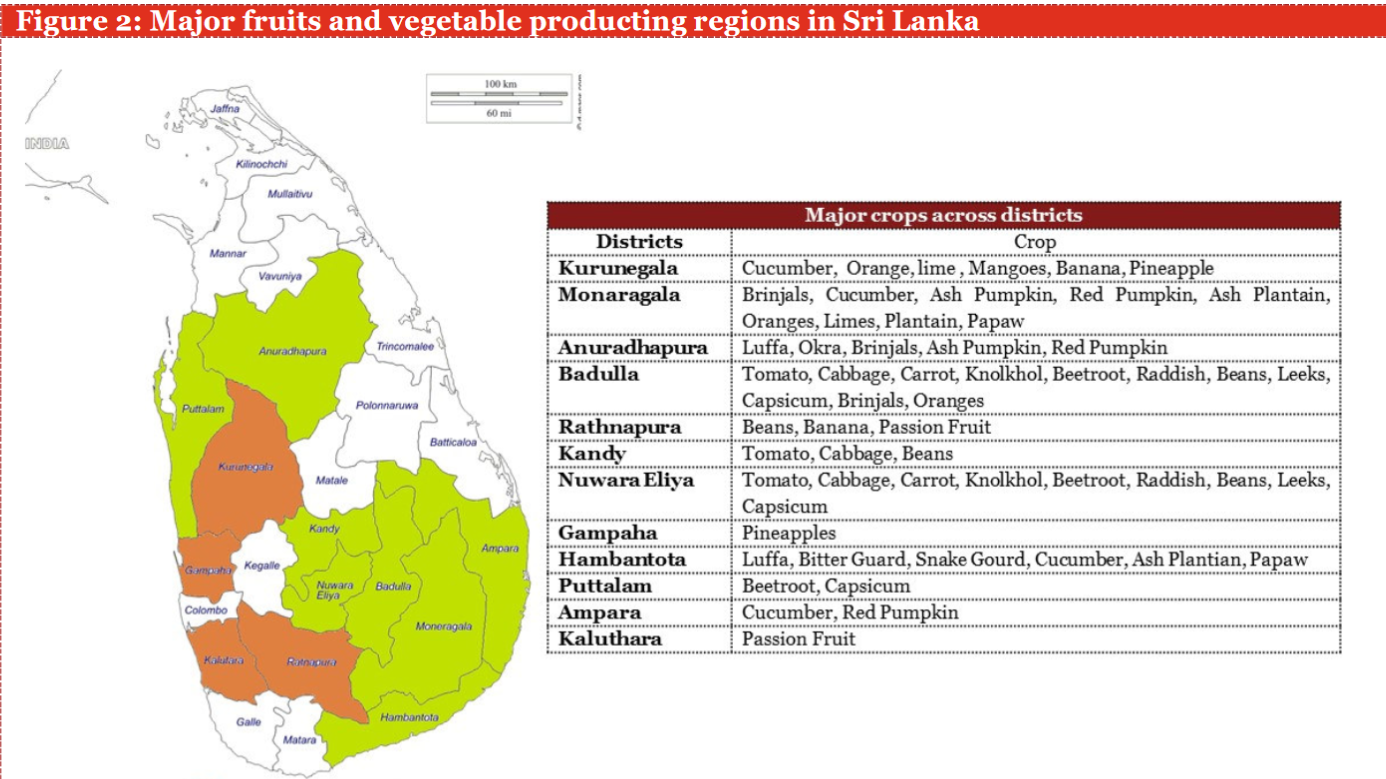 Figure 2: Major fruits and vegetable producting regions in Sri Lanka
100 km
60 mi
INDIA
Jaffna
Kilinochchi
Mullaitivu
Mannar
Vavuniya
Anuradhapura
Trincomalee
Puttalam
Polonnaruwa
Batticaloa
Kurunegala
Matale
Kandy
Ampara
Gampaha
Kegalle
Nuwara
Eliya
Badulla
Colombo
Moneragala
Kalutara
Ratnapura
Hambantota
Galle
Matara
Major crops across districts
Districts Crop
Kurunegala Cucumber, Orange, lime , Mangoes, Banana, Pineapple
Monaragala Brinjals, Cucumber, Ash Pumpkin, Red Pumpkin, Ash Plantain,
Oranges, Limes, Plantain, Papaw
Anuradhapura Luffa, Okra, Brinjals, Ash Pumpkin, Red Pumpkin
Badulla Tomato, Cabbage, Carrot, Knolkhol, Beetroot, Raddish, Beans, Leeks,
Capsicum, Brinjals, Oranges
Rathnapura Beans, Banana, Passion Fruit
Kandy Tomato, Cabbage, Beans
Nuwara Eliya Tomato, Cabbage, Carrot, Knolkhol, Beetroot, Raddish, Beans, Leeks,
Capsicum
Gampaha Pineapples
Hambantota Luffa, Bitter Guard, Snake Gourd, Cucumber, Ash Plantian, Papaw
Puttalam Beetroot, Capsicum
Ampara Cucumber, Red Pumpkin
Kaluthara Passion Fruit